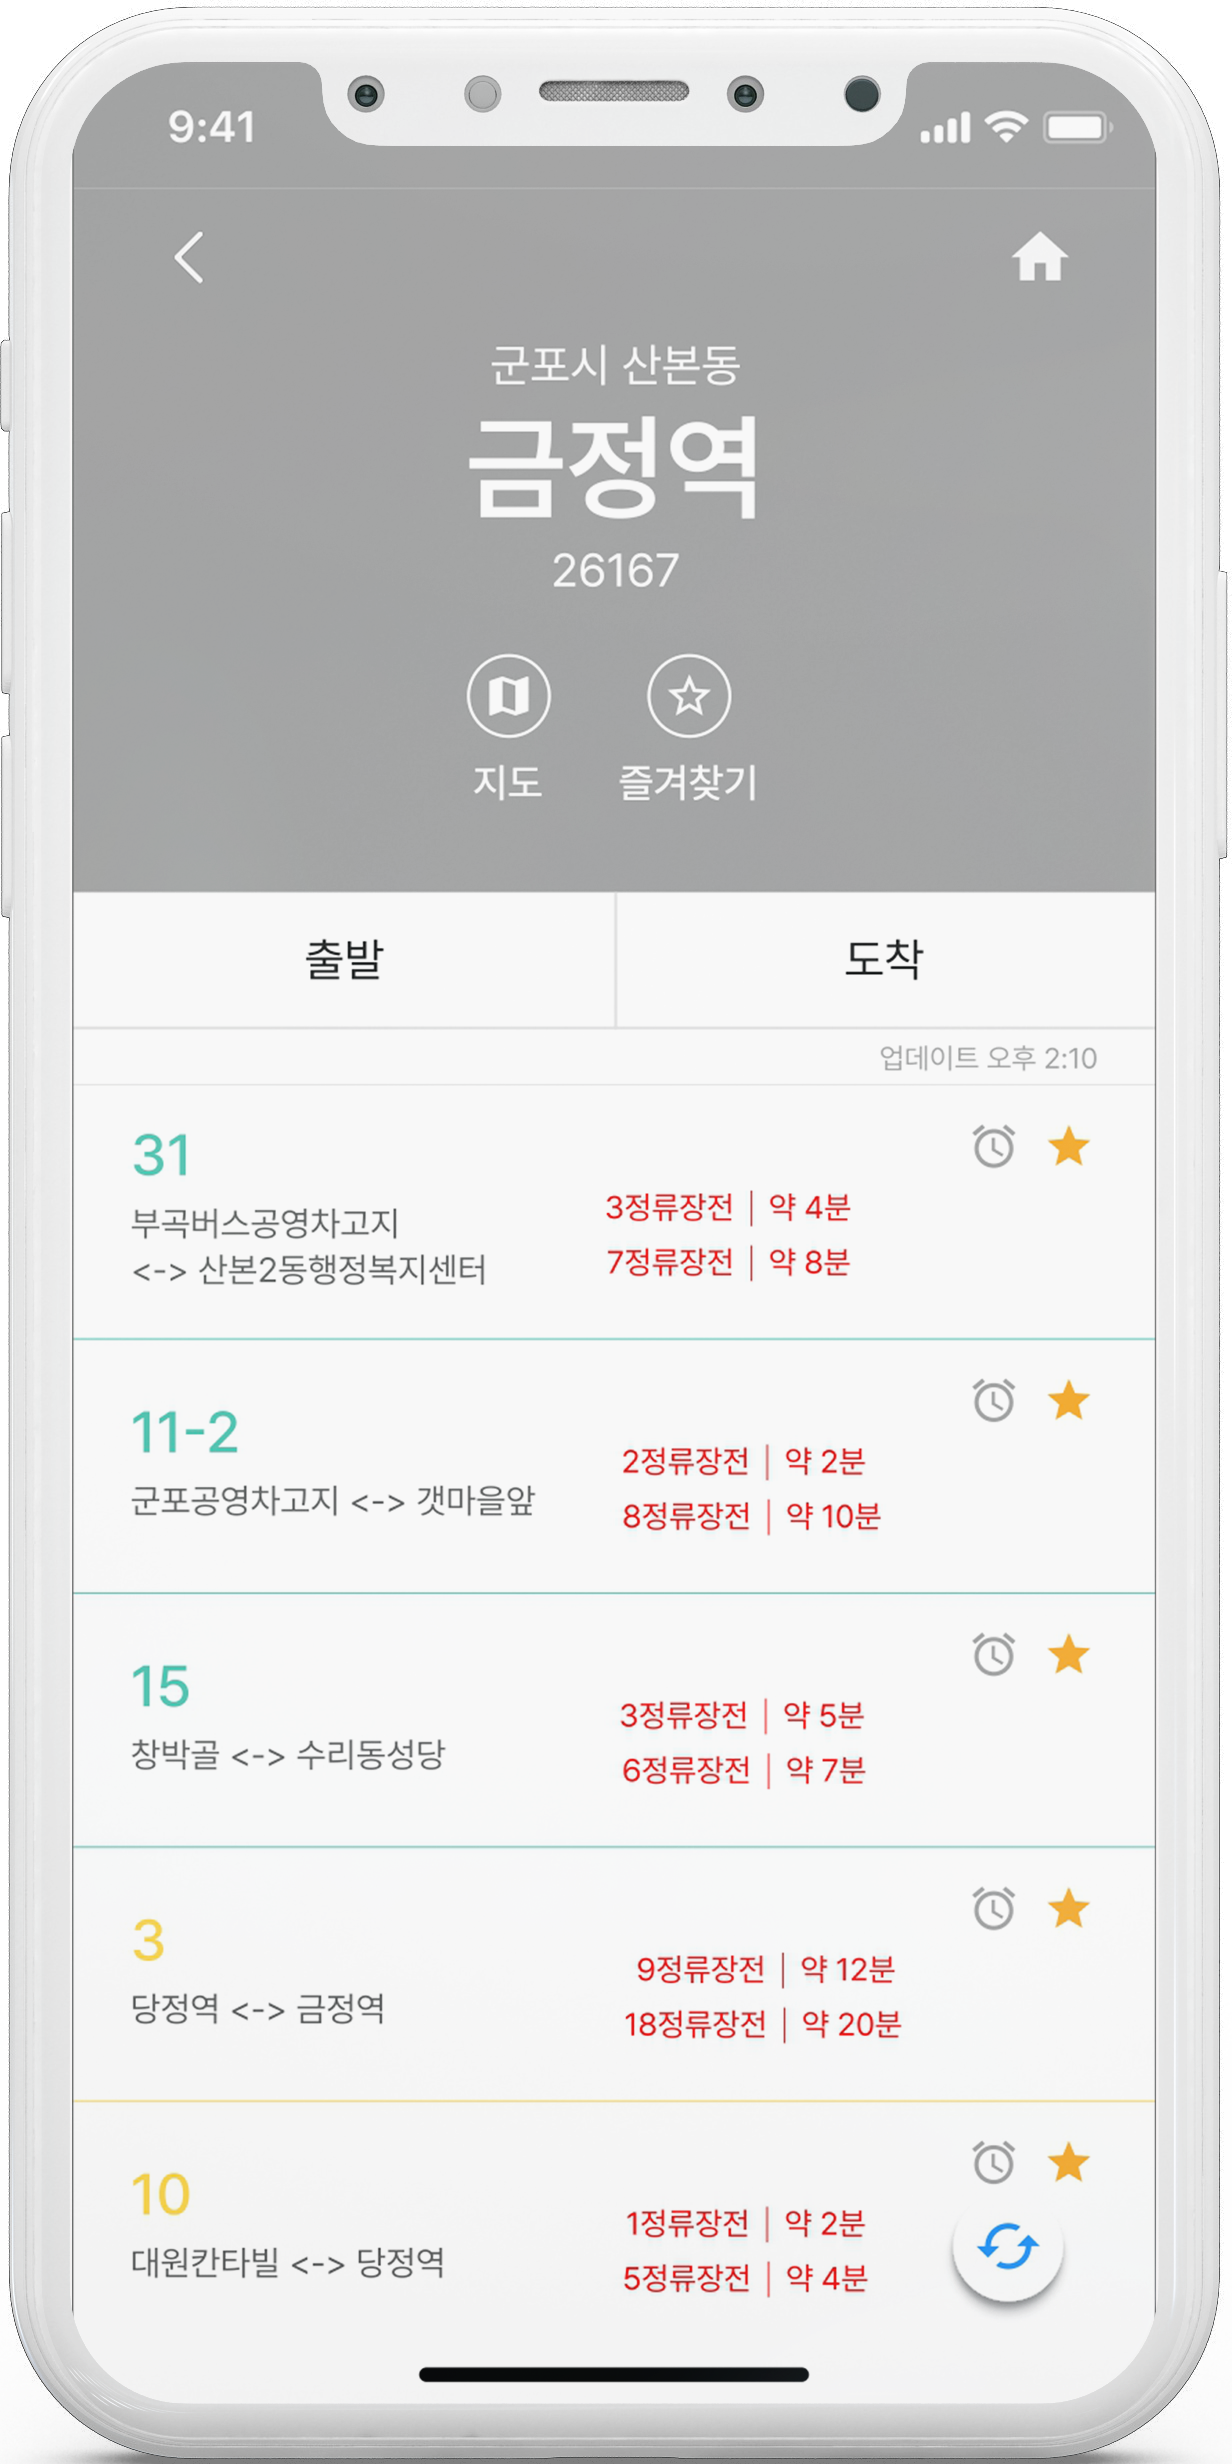 9:41
군포시 산본동
금정역
26167
지도 즐겨찾기
출발 도착
업데이트 오후 2:10
31
부곡버스공영차고지
<-> 산본2동행정복지센터
3정류장전 | 약 4분
7정류장전 | 약 8분
11-2
군포공영차고지 <-> 갯마을앞
2정류장전 | 약 2분
8정류장전 | 약 10분
15
창박골 <-> 수리동성당
3정류장전 | 약 5분
6정류장전 | 약 7분
3
당정역 <-> 금정역
9정류장전 | 약 12분
18정류장전 | 약 20분
10
대원칸타빌 <-> 당정역
1정류장전 | 약 2분
5정류장전 | 약 4분